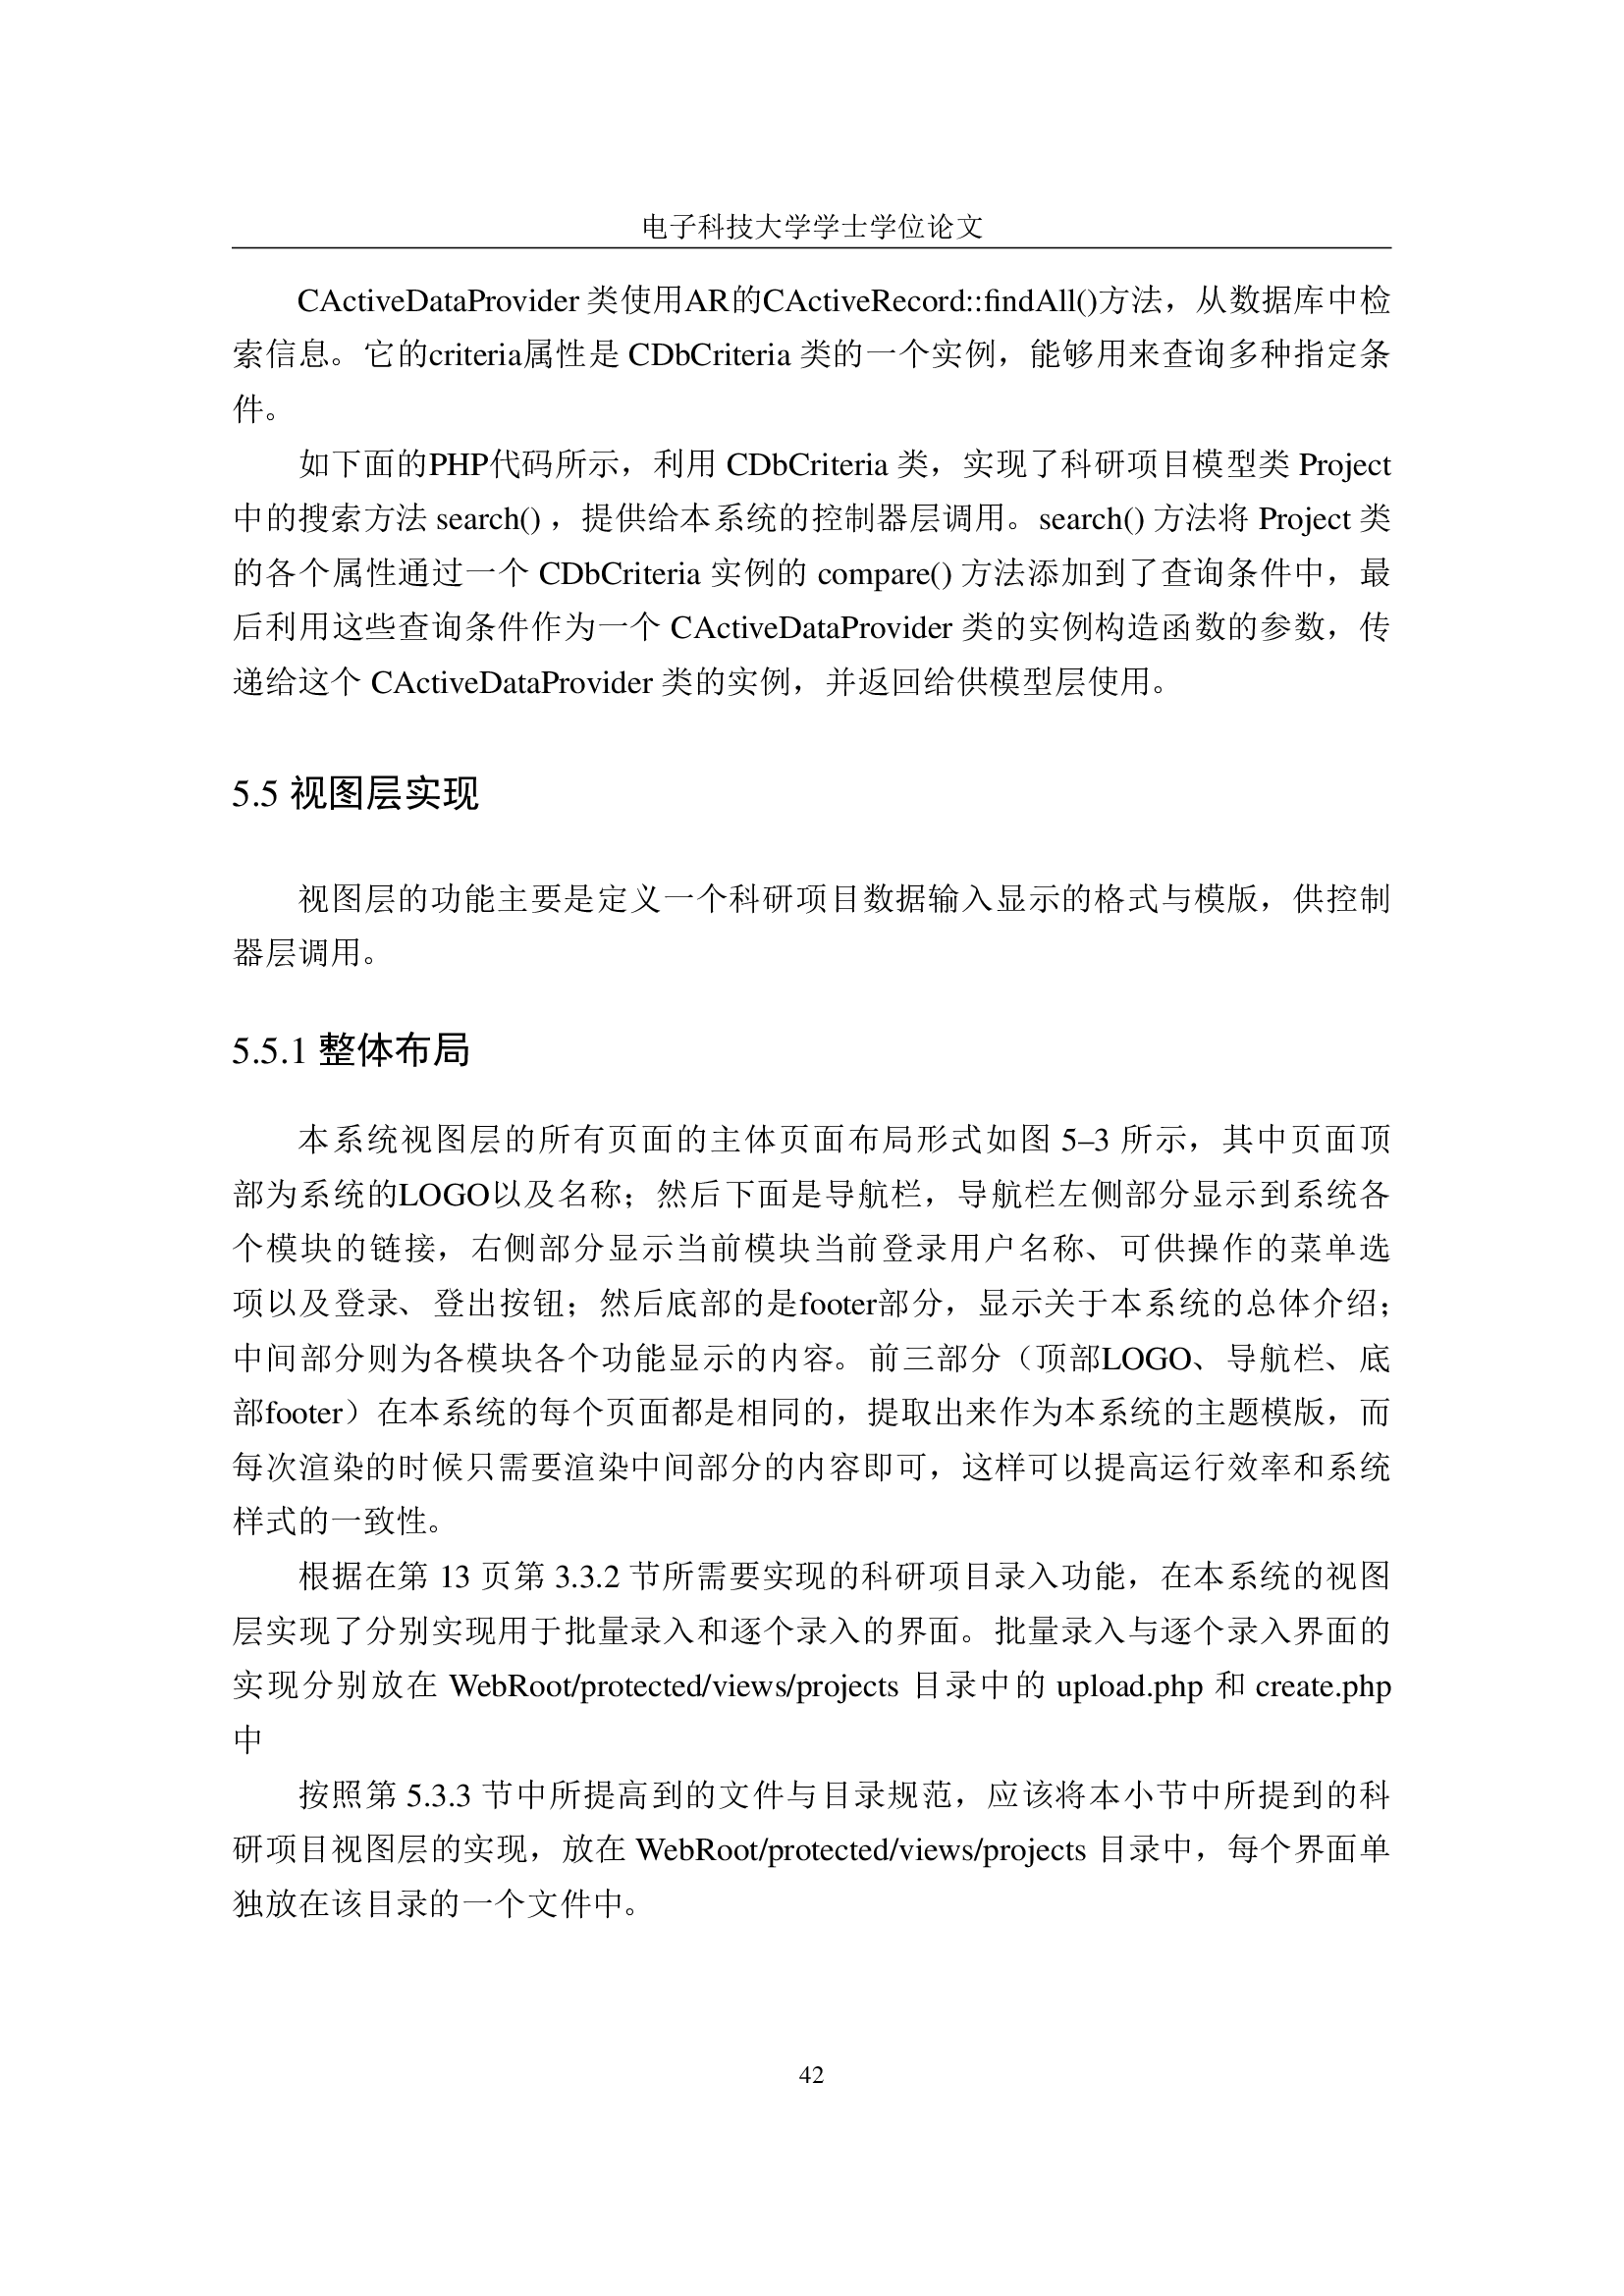 电子科技大学学士学位论文
CActiveDataProvider 类使用AR的CActiveRecord::findAll()方法，从数据库中检
索信息。它的criteria属性是 CDbCriteria 类的一个实例，能够用来查询多种指定条
件。
如下面的PHP代码所示，利用 CDbCriteria 类，实现了科研项目模型类 Project
中的搜索方法 search() ，提供给本系统的控制器层调用。search() 方法将 Project 类
的各个属性通过一个 CDbCriteria 实例的 compare() 方法添加到了查询条件中，最
后利用这些查询条件作为一个 CActiveDataProvider 类的实例构造函数的参数，传
递给这个 CActiveDataProvider 类的实例，并返回给供模型层使用。
5.5 视图层实现
视图层的功能主要是定义一个科研项目数据输入显示的格式与模版，供控制
器层调用。
5.5.1 整体布局
本系统视图层的所有页面的主体页面布局形式如图 5–3 所示，其中页面顶
部为系统的LOGO以及名称；然后下面是导航栏，导航栏左侧部分显示到系统各
个模块的链接，右侧部分显示当前模块当前登录用户名称、可供操作的菜单选
项以及登录、登出按钮；然后底部的是footer部分，显示关于本系统的总体介绍；
中间部分则为各模块各个功能显示的内容。前三部分（顶部LOGO、导航栏、底
部footer）在本系统的每个页面都是相同的，提取出来作为本系统的主题模版，而
每次渲染的时候只需要渲染中间部分的内容即可，这样可以提高运行效率和系统
样式的一致性。
根据在第 13 页第 3.3.2 节所需要实现的科研项目录入功能，在本系统的视图
层实现了分别实现用于批量录入和逐个录入的界面。批量录入与逐个录入界面的
实现分别放在 WebRoot/protected/views/projects 目录中的 upload.php 和 create.php
中
按照第 5.3.3 节中所提高到的文件与目录规范，应该将本小节中所提到的科
研项目视图层的实现，放在 WebRoot/protected/views/projects 目录中，每个界面单
独放在该目录的一个文件中。
42